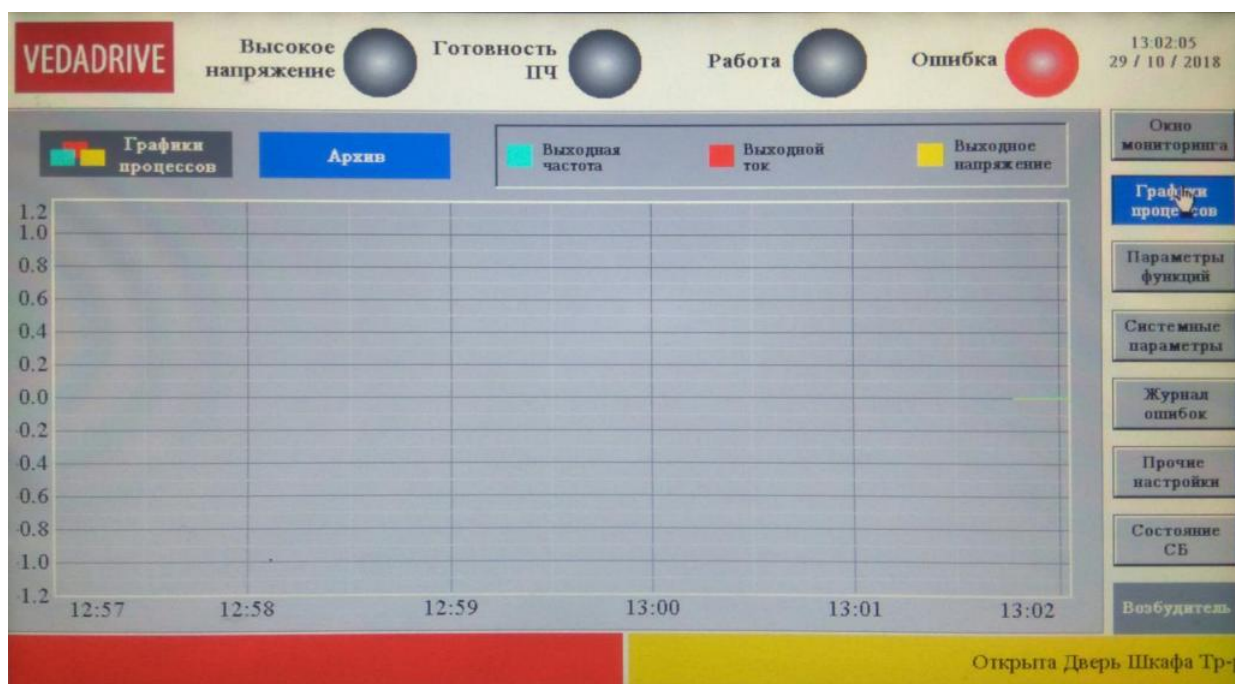 VEDADRIVE
Высокое
напряжение
Готовность
ПЧ
Работа
Ошибка
13:02:05
29 / 10 / 2018
Графики
процессов
Архив
Выходная
частота
Выходной
ток
Выходное
напряжение
Окно
мониторинга
Графики
процессов
Параметры
функций
Системные
параметры
Журнал
ошибок
Прочие
настройки
Состояние
СБ
Возбудитель
1.2
1.0
0.8
0.6
0.4
0.2
0.0
-0.2
-0.4
-0.6
-0.8
-1.0
-1.2
12:57 12:58 12:59 13:00 13:01 13:02
Открыта Дверь Шкафа Тр-